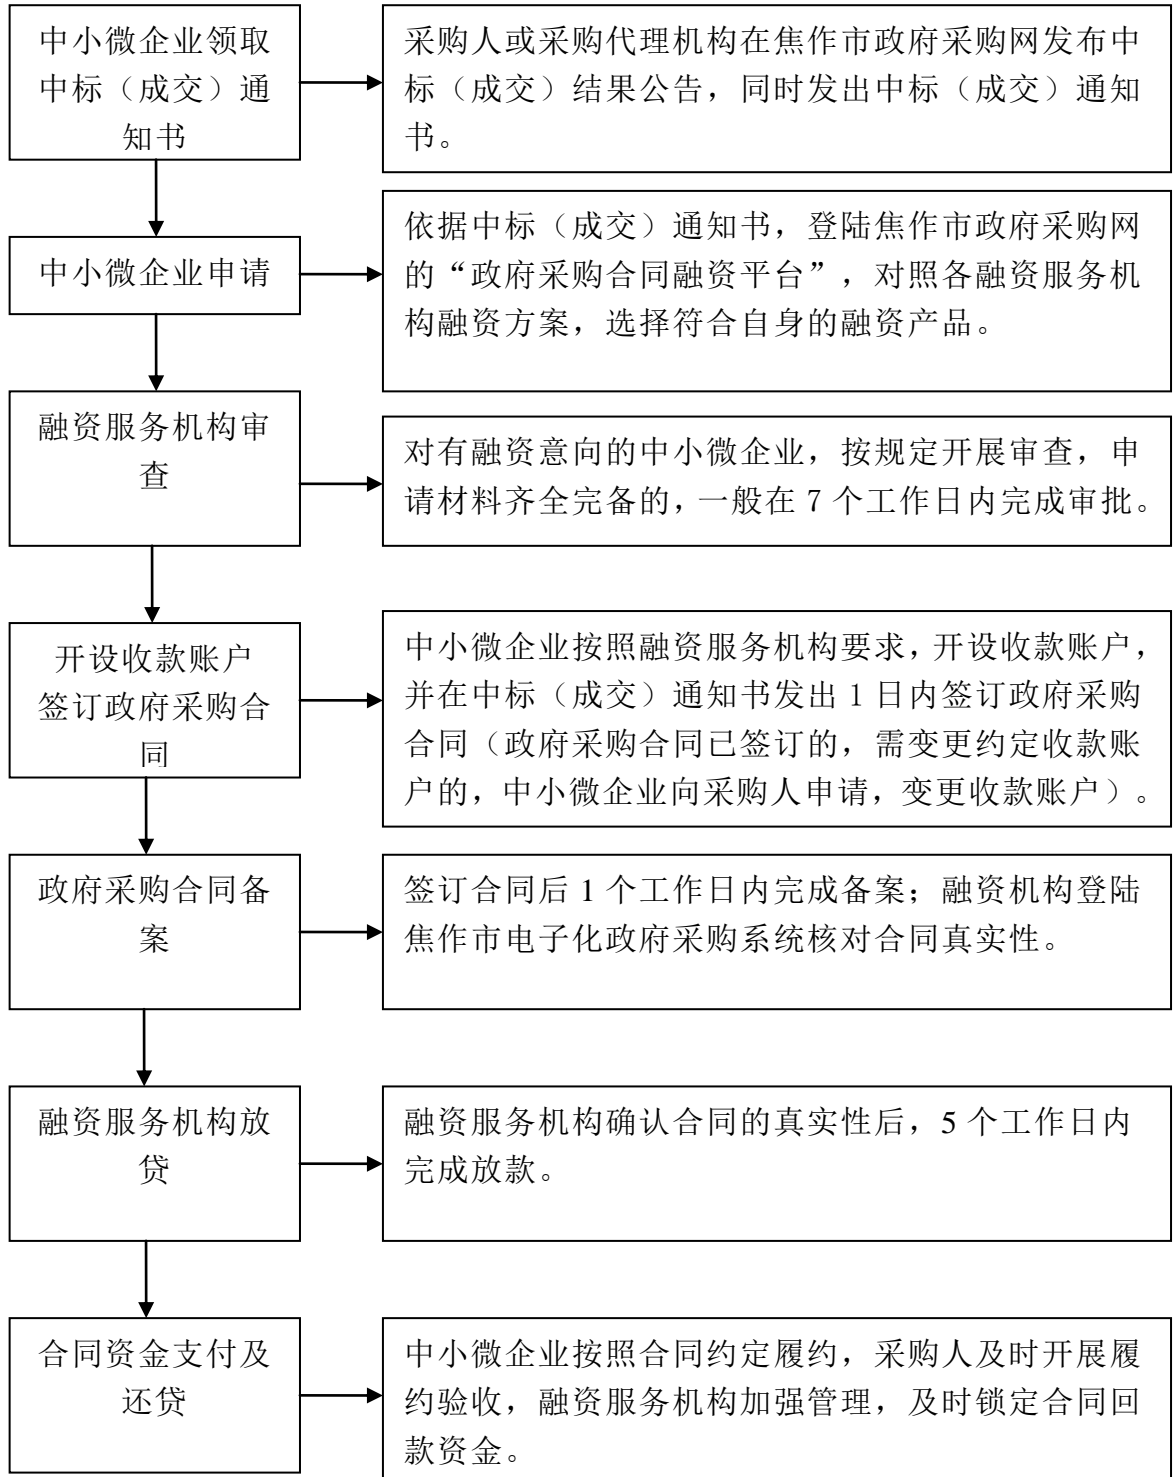 中小微企业领取
中标（成交）通
知书
采购人或采购代理机构在焦作市政府采购网发布中
标（成交）结果公告，同时发出中标（成交）通知
书。
中小微企业申请
依据中标（成交）通知书，登陆焦作市政府采购网
的“政府采购合同融资平台”，对照各融资服务机
构融资方案，选择符合自身的融资产品。
融资服务机构审
查
对有融资意向的中小微企业，按规定开展审查，申
请材料齐全完备的，一般在 7 个工作日内完成审批。
开设收款账户
签订政府采购合
同
中小微企业按照融资服务机构要求，开设收款账户，
并在中标（成交）通知书发出 1 日内签订政府采购
合同（政府采购合同已签订的，需变更约定收款账
户的，中小微企业向采购人申请，变更收款账户）。
政府采购合同备
案
签订合同后 1 个工作日内完成备案；融资机构登陆
焦作市电子化政府采购系统核对合同真实性。
融资服务机构放
贷
融资服务机构确认合同的真实性后，5 个工作日内
完成放款。
合同资金支付及
还贷
中小微企业按照合同约定履约，采购人及时开展履
约验收，融资服务机构加强管理，及时锁定合同回
款资金。